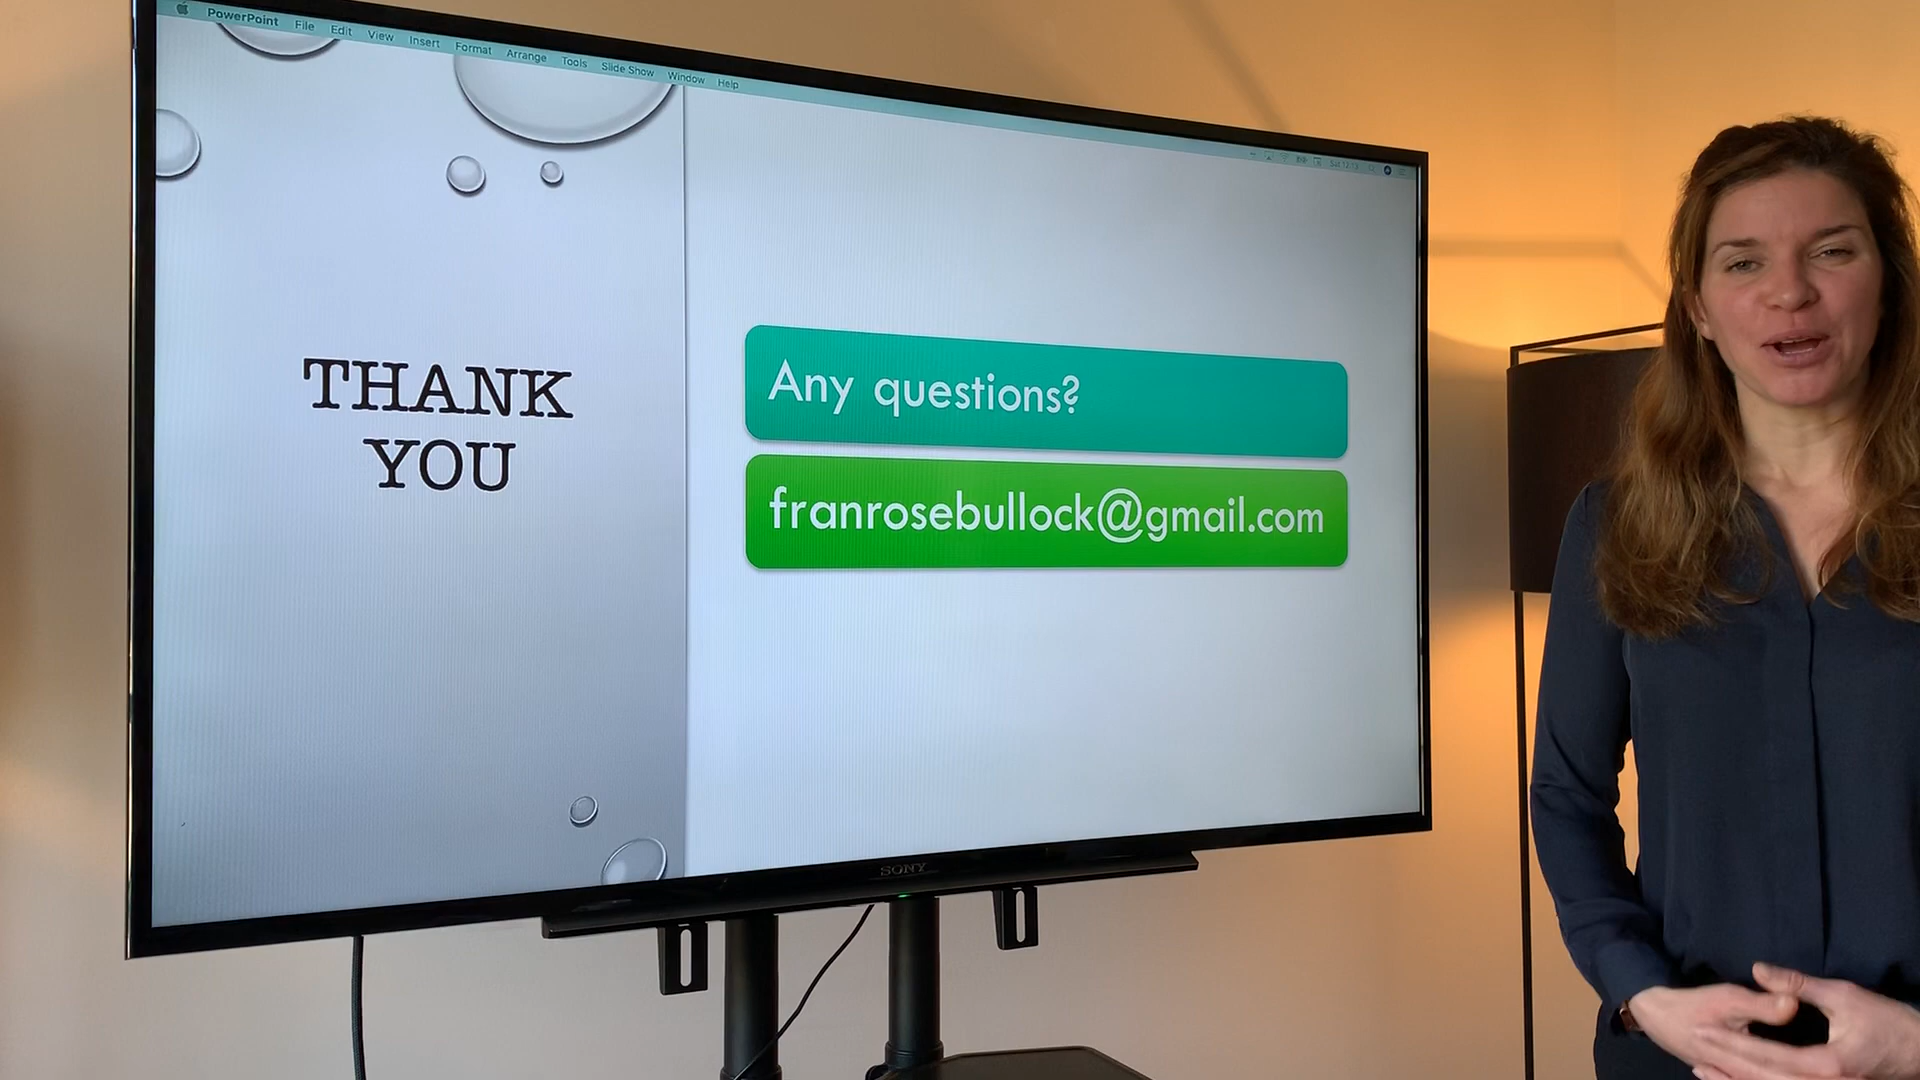 PowerPoint File Edit View Insert Format Arrange Tools Slide Show Window Help
THANK
YOU
Any questions?
franrosebullock@gmail.com
SONY